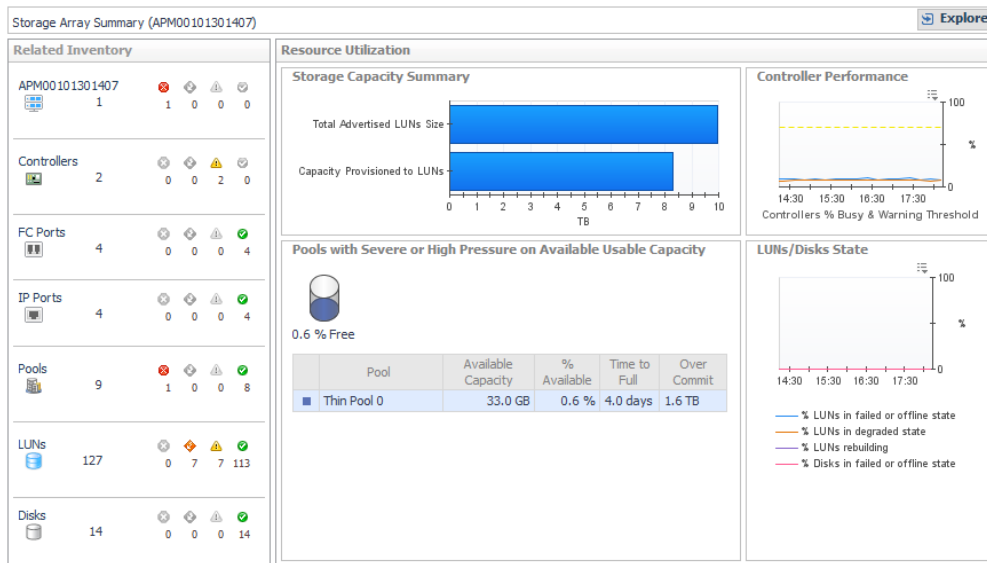 Storage Array Summary (APM00101301407)
Explore
Related Inventory
APM00101301407
1
1 0 0 0
Controllers
2
0 0 2 0
FC Ports
4
0 0 0 4
IP Ports
4
0 0 0 4
Pools
9
1 0 0 8
LUNs
127
0 7 7 113
Disks
14
0 0 0 14
Resource Utilization
Storage Capacity Summary
Total Advertised LUNs Size
Capacity Provisioned to LUNs
0 1 2 3 4 5 6 7 8 9 10
TB
Controller Performance
100
%
0
14:30 15:30 16:30 17:30
Controllers % Busy & Warning Threshold
Pools with Severe or High Pressure on Available Usable Capacity
0.6 % Free
Pool Available Capacity % Available Time to Full Over Commit
Thin Pool 0 33.0 GB 0.6 % 4.0 days 1.6 TB
LUNs/Disks State
100
%
0
14:30 15:30 16:30 17:30
% LUNs in failed or offline state
% LUNs in degraded state
% LUNs rebuilding
% Disks in failed or offline state